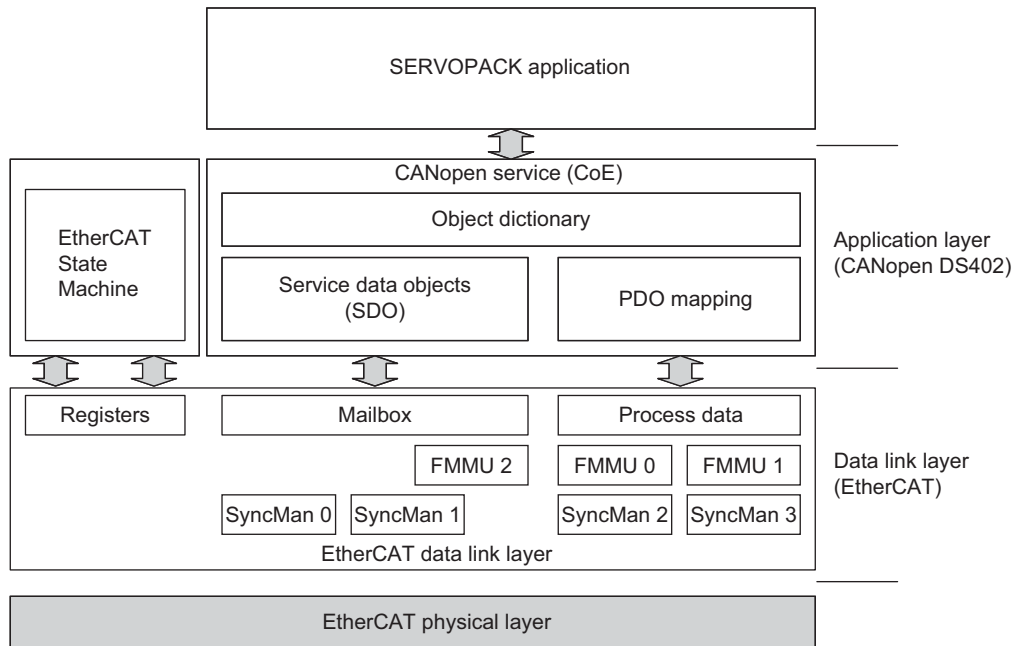 SERVOPACK application
CANopen service (CoE)
Object dictionary
EtherCAT
State
Machine
Service data objects
(SDO)
PDO mapping
Application layer
(CANopen DS402)
Registers
Mailbox
Process data
FMMU 2
FMMU 0
FMMU 1
Data link layer
(EtherCAT)
SyncMan 0
SyncMan 1
SyncMan 2
SyncMan 3
EtherCAT data link layer
EtherCAT physical layer